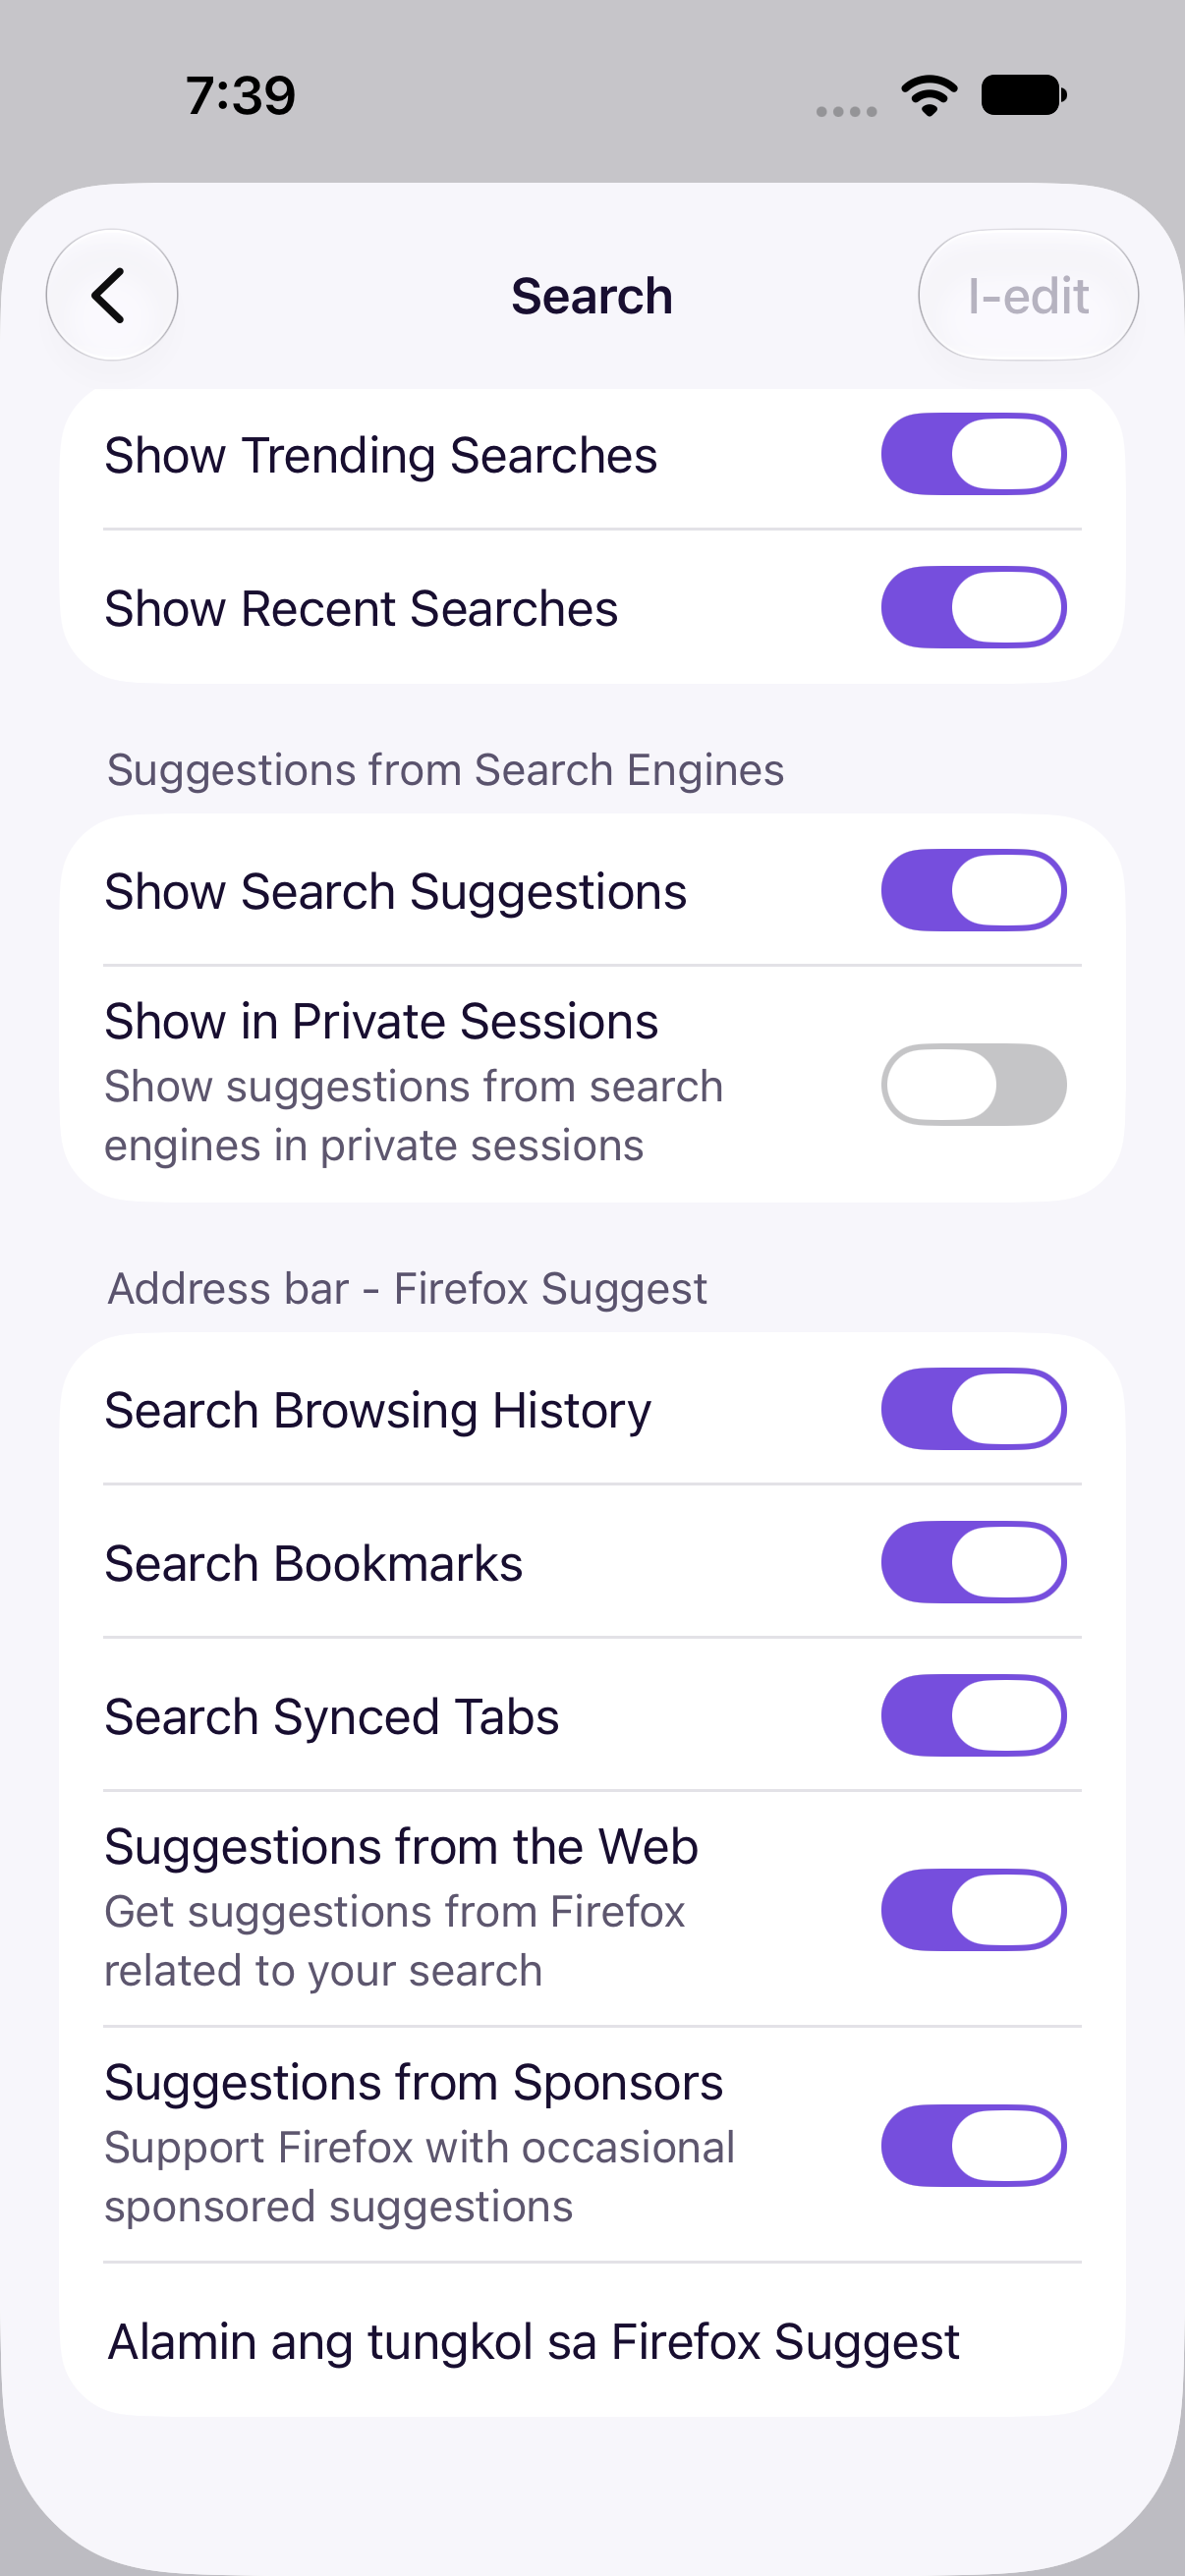 7:39
Search
I-edit
Show Trending Searches
Show Recent Searches
Suggestions from Search Engines
Show Search Suggestions
Show in Private Sessions
Show suggestions from search
engines in private sessions
Address bar - Firefox Suggest
Search Browsing History
Search Bookmarks
Search Synced Tabs
Suggestions from the Web
Get suggestions from Firefox
related to your search
Suggestions from Sponsors
Support Firefox with occasional
sponsored suggestions
Alamin ang tungkol sa Firefox Suggest